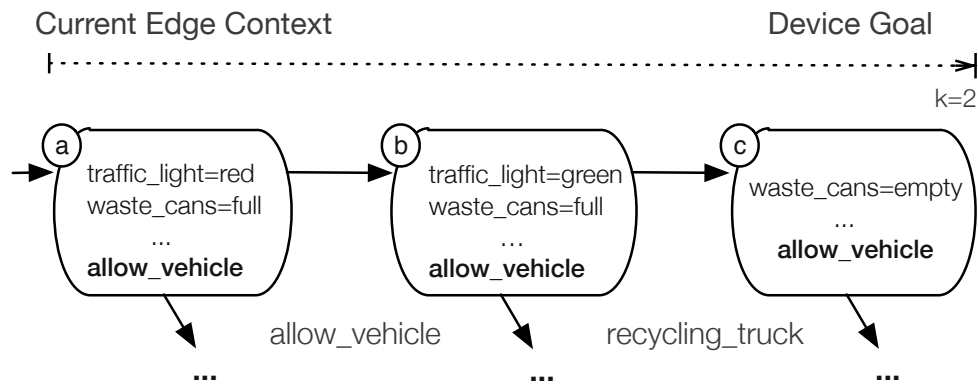 Current Edge Context
Device Goal
k=2
a
traffic_light=red
waste_cans=full
...
allow_vehicle
b
traffic_light=green
waste_cans=full
...
allow_vehicle
c
waste_cans=empty
...
allow_vehicle
allow_vehicle
recycling_truck
...
...
...